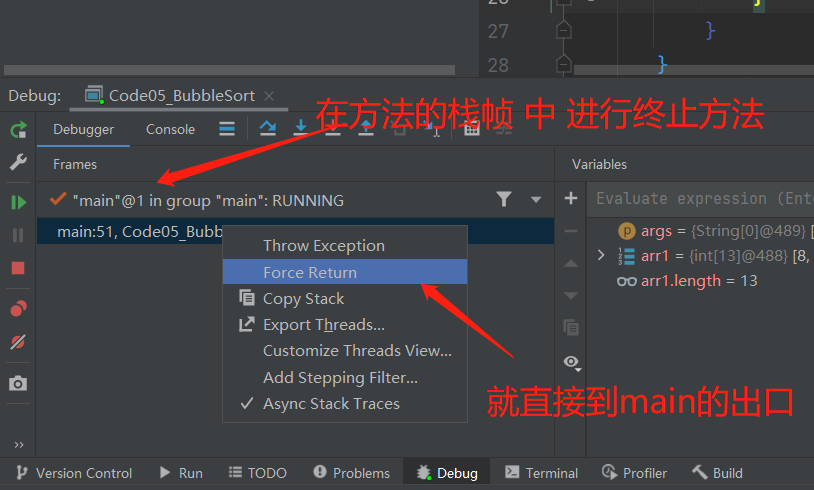 27
28
Debug:
Code05_BubbleSort
在方法的栈帧 中 进行终止方法
Debugger
Console
Frames
Variables
"main"@1 in group "main": RUNNING
Evaluate expression (Ente
main:51, Code05_Bubb
args = {String[0]@489} []
arr1 = {int[13]@488} [8,
arr1.length = 13
Throw Exception
Force Return
Copy Stack
Export Threads...
Customize Threads View...
Add Stepping Filter...
Async Stack Traces
就直接到main的出口
Version Control
Run
TODO
Problems
Debug
Terminal
Profiler
Build